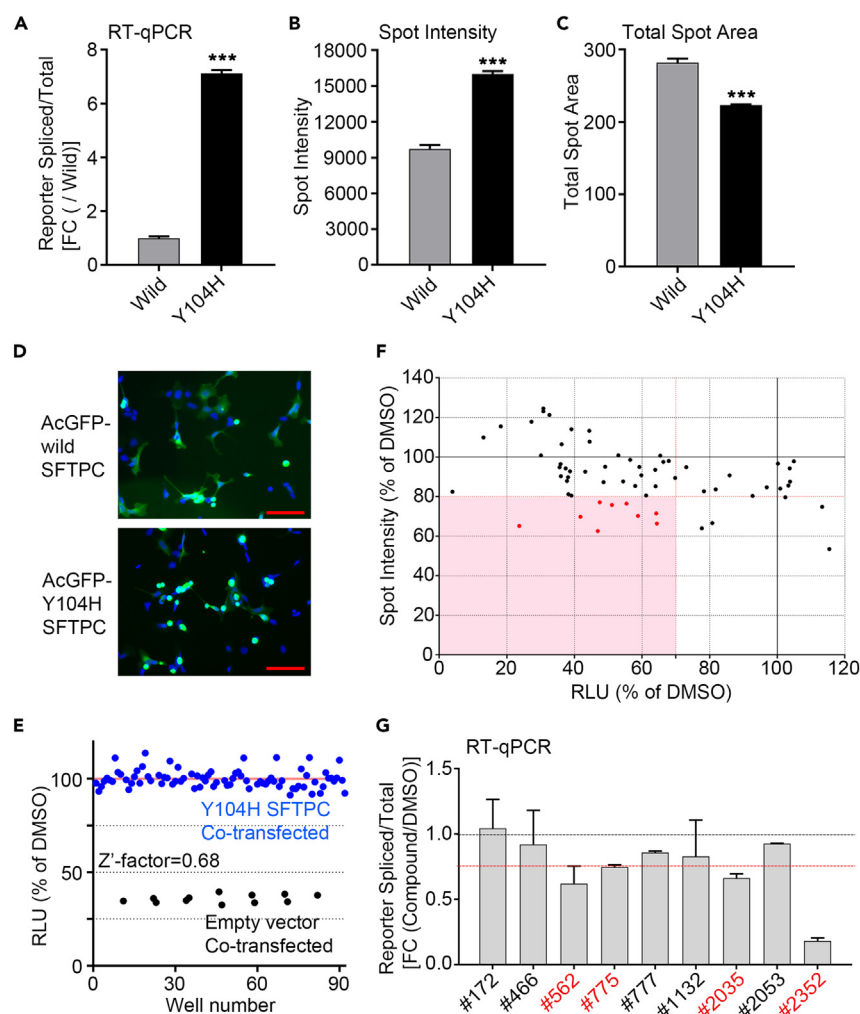 A
RT-qPCR
Reporter Spliced/Total
[FC ( / Wild)]
8
6
4
2
0
***
Wild
Y104H
B
Spot Intensity
Spot Intensity
18000
15000
12000
9000
6000
3000
0
***
Wild
Y104H
C
Total Spot Area
Total Spot Area
300
200
100
0
***
Wild
Y104H
D
AcGFP-
wild
SFTPC
AcGFP-
Y104H
SFTPC
E
RLU (% of DMSO)
100
50
0
Y104H SFTPC
Co-transfected
Z'-factor=0.68
Empty vector
Co-transfected
0
30
60
90
Well number
F
Spot Intensity (% of DMSO)
140
120
100
80
60
40
20
0
0
20
40
60
80
100
120
RLU (% of DMSO)
G
RT-qPCR
Reporter Spliced/Total
[FC (Compound/DMSO)]
1.5
1.0
0.5
0.0
#172
#466
#562
#775
#777
#1132
#2035
#2053
#2352